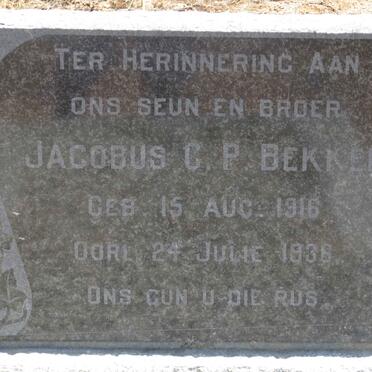 TER HERINNERING AAN
ONS SEUN EN BROER
JACOBUS C. P. BEKKER
GEB. 15 AUG. 1916
OORL. 24 JULIE 1938
ONS GUN U DIE RUS.